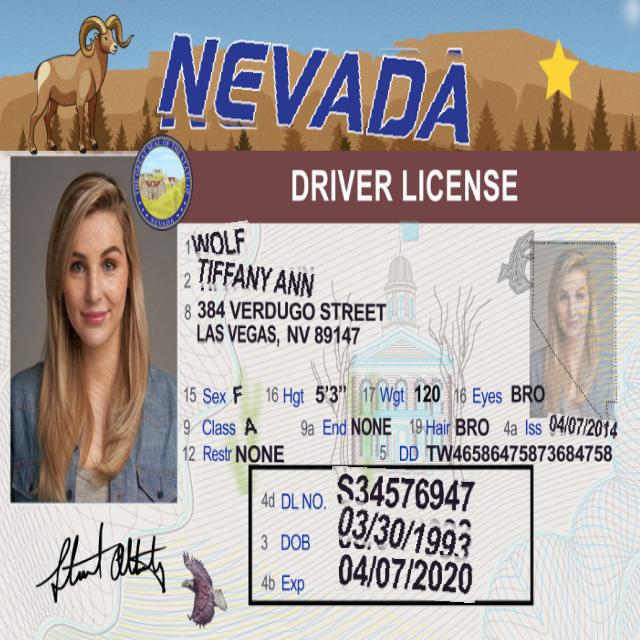 NEVADA
DRIVER LICENSE
1 WOLF
2 TIFFANY ANN
8 384 VERDUGO STREET
LAS VEGAS, NV 89147
15 Sex F 16 Hgt 5'3" 17 Wgt 120 16 Eyes BRO
9 Class A 9a End NONE 19 Hair BRO 4a Iss 04/07/2014
12 Restr NONE 5 DD TW46586475873684758
4d DL NO. S34576947
3 DOB 03/30/1993
4b Exp 04/07/2020